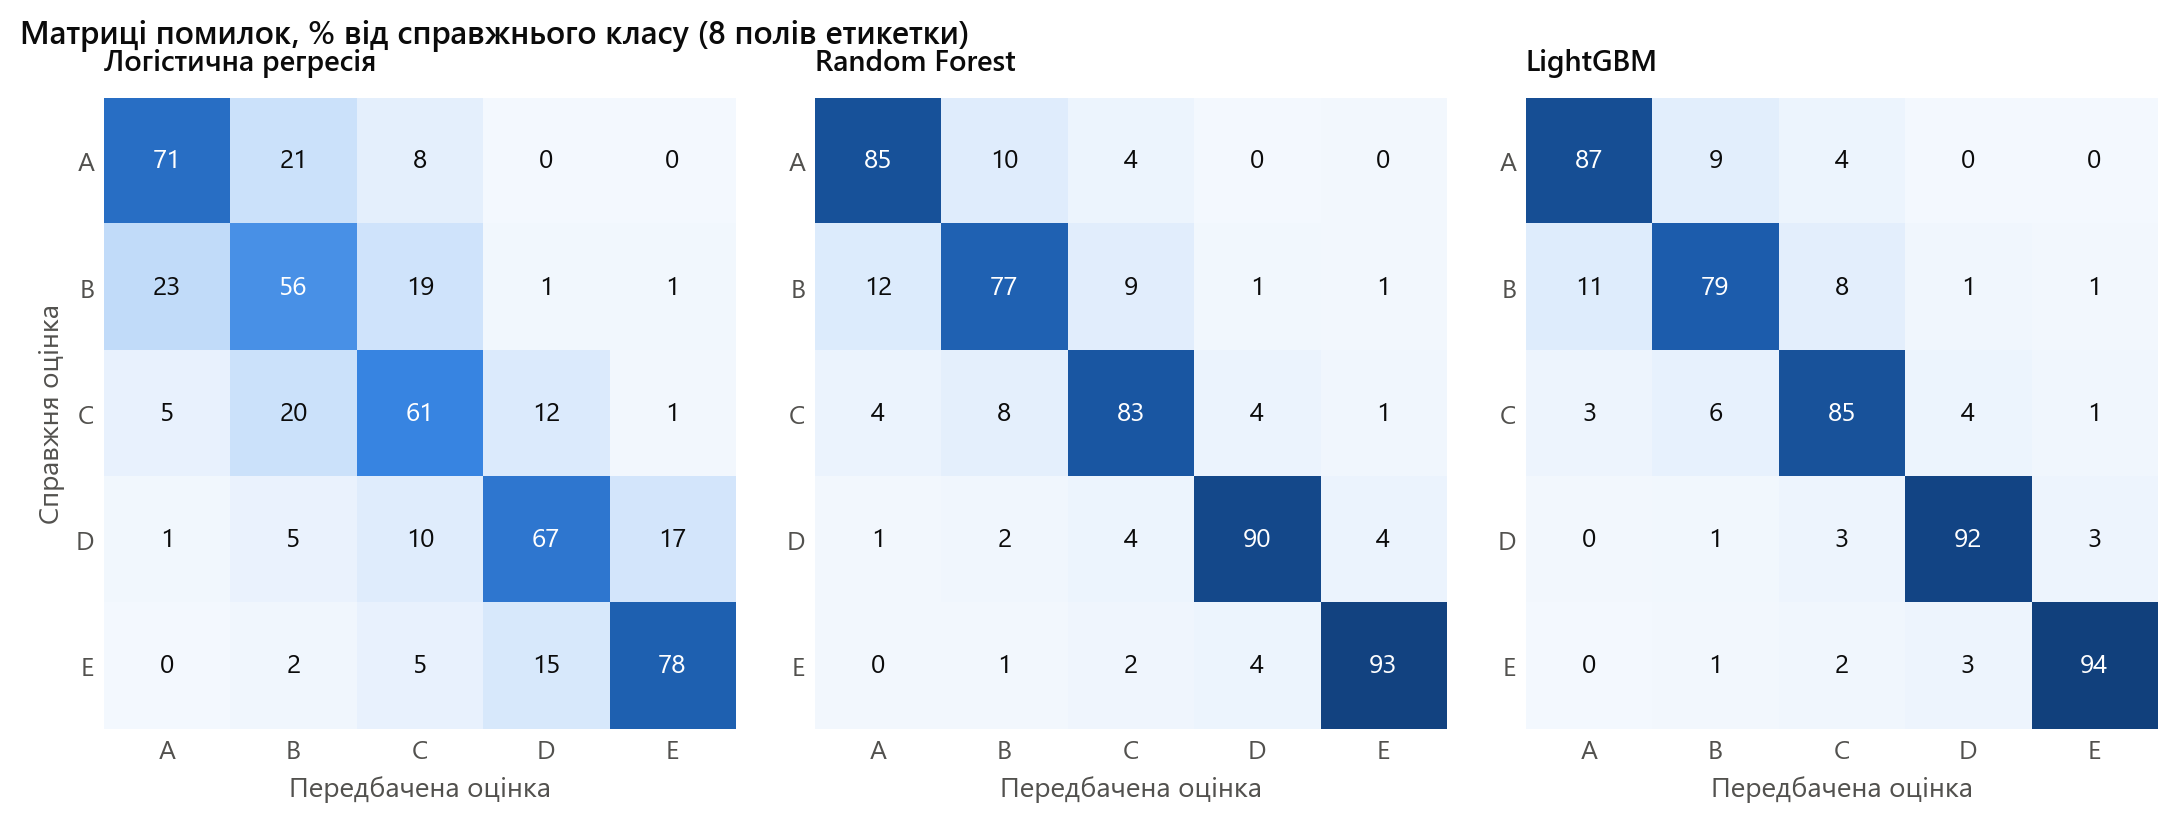 Матриці помилок, % від справжнього класу (8 полів етикетки)
Логістична регресія
Справжня оцінка
A 71 21 8 0 0
B 23 56 19 1 1
C 5 20 61 12 1
D 1 5 10 67 17
E 0 2 5 15 78
A B C D E
Передбачена оцінка
Random Forest
A 85 10 4 0 0
B 12 77 9 1 1
C 4 8 83 4 1
D 1 2 4 90 4
E 0 1 2 4 93
A B C D E
Передбачена оцінка
LightGBM
A 87 9 4 0 0
B 11 79 8 1 1
C 3 6 85 4 1
D 0 1 3 92 3
E 0 1 2 3 94
A B C D E
Передбачена оцінка